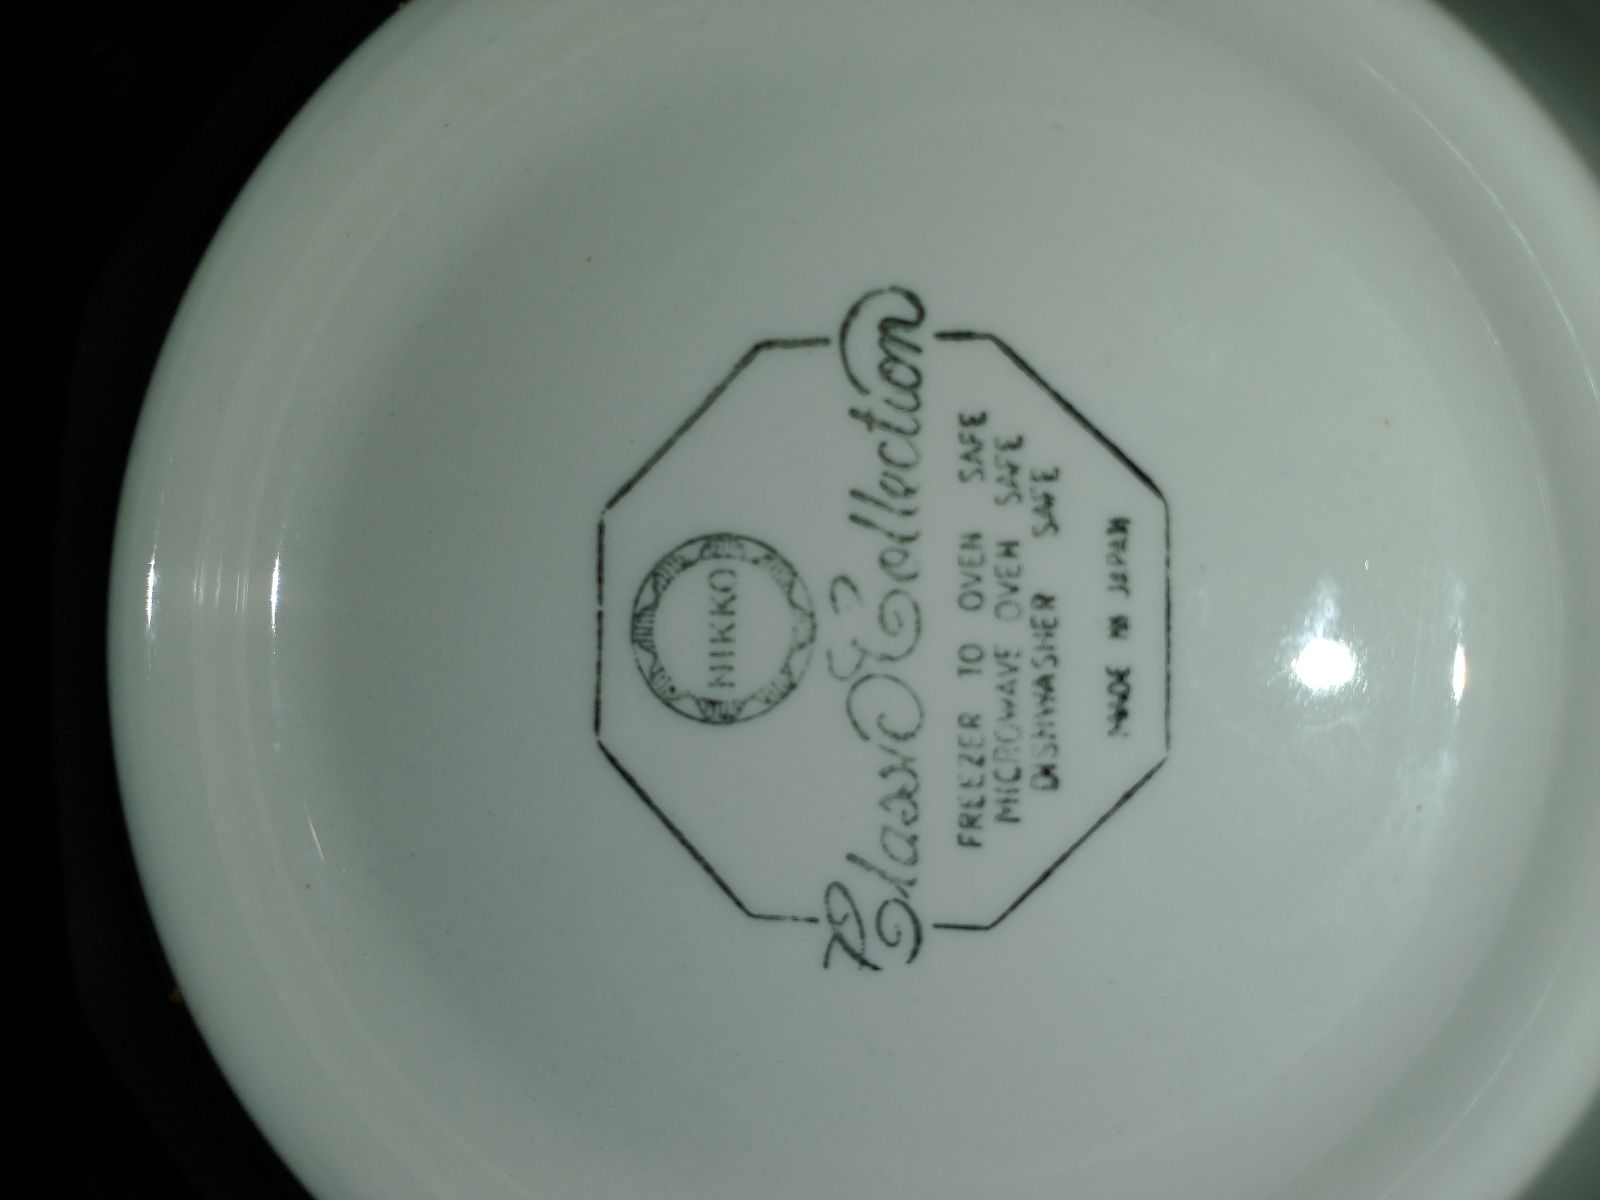 NIKKO
Classic Collection
FREEZER TO OVEN SAFE
MICROWAVE OVEN SAFE
DISHWASHER SAFE
MADE IN JAPAN